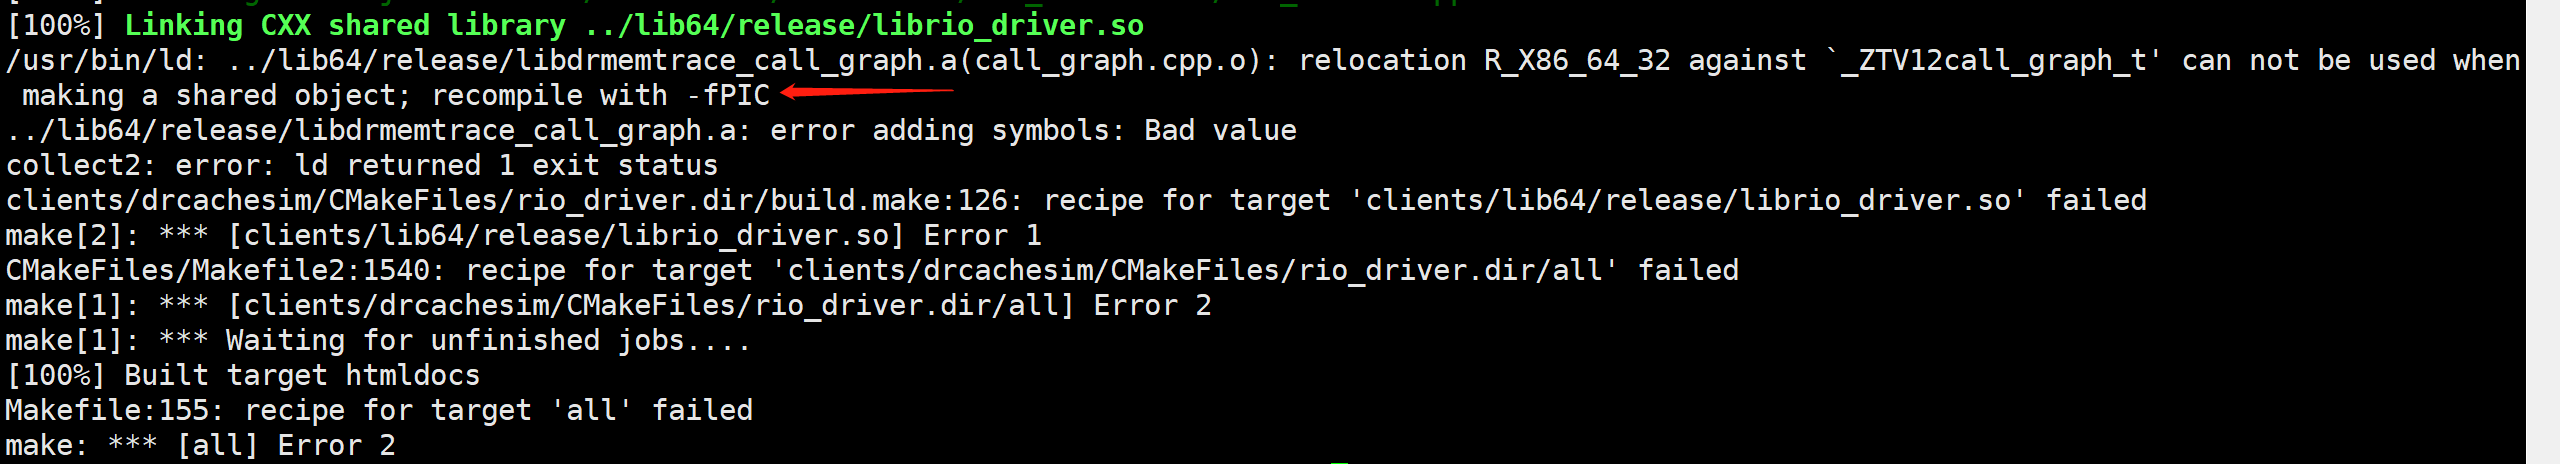 [100%] Linking CXX shared library ../lib64/release/librio_driver.so
/usr/bin/ld: ../lib64/release/libdrmemtrace_call_graph.a(call_graph.cpp.o): relocation R_X86_64_32 against `_ZTV12call_graph_t' can not be used when
 making a shared object; recompile with -fPIC
../lib64/release/libdrmemtrace_call_graph.a: error adding symbols: Bad value
collect2: error: ld returned 1 exit status
clients/drcachesim/CMakeFiles/rio_driver.dir/build.make:126: recipe for target 'clients/lib64/release/librio_driver.so' failed
make[2]: *** [clients/lib64/release/librio_driver.so] Error 1
CMakeFiles/Makefile2:1540: recipe for target 'clients/drcachesim/CMakeFiles/rio_driver.dir/all' failed
make[1]: *** [clients/drcachesim/CMakeFiles/rio_driver.dir/all] Error 2
make[1]: *** Waiting for unfinished jobs....
[100%] Built target htmldocs
Makefile:155: recipe for target 'all' failed
make: *** [all] Error 2